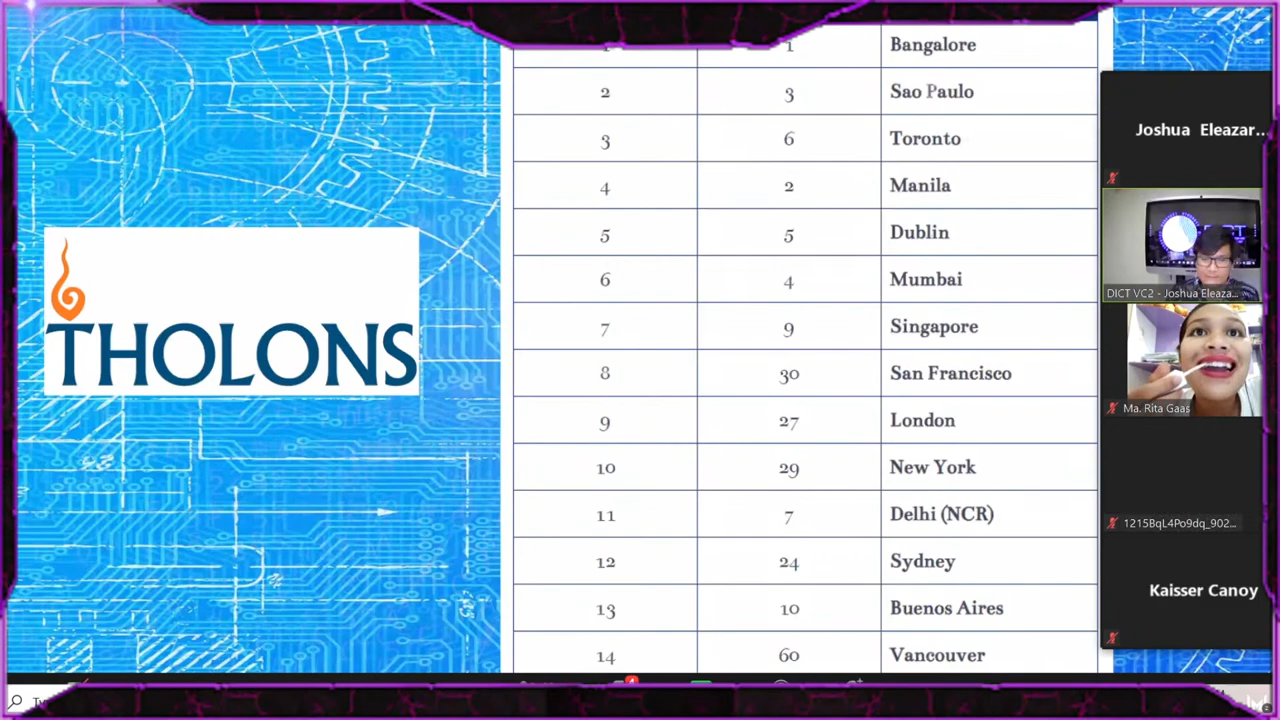 THOLONS
1 1 Bangalore
2 3 Sao Paulo
3 6 Toronto
4 2 Manila
5 5 Dublin
6 4 Mumbai
7 9 Singapore
8 30 San Francisco
9 27 London
10 29 New York
11 7 Delhi (NCR)
12 24 Sydney
13 10 Buenos Aires
14 60 Vancouver
Joshua Eleazar...
DICT VC2 - Joshua Eleaza...
Ma. Rita Gaas
1215BqL4Po9dq_902...
Kaisser Canoy